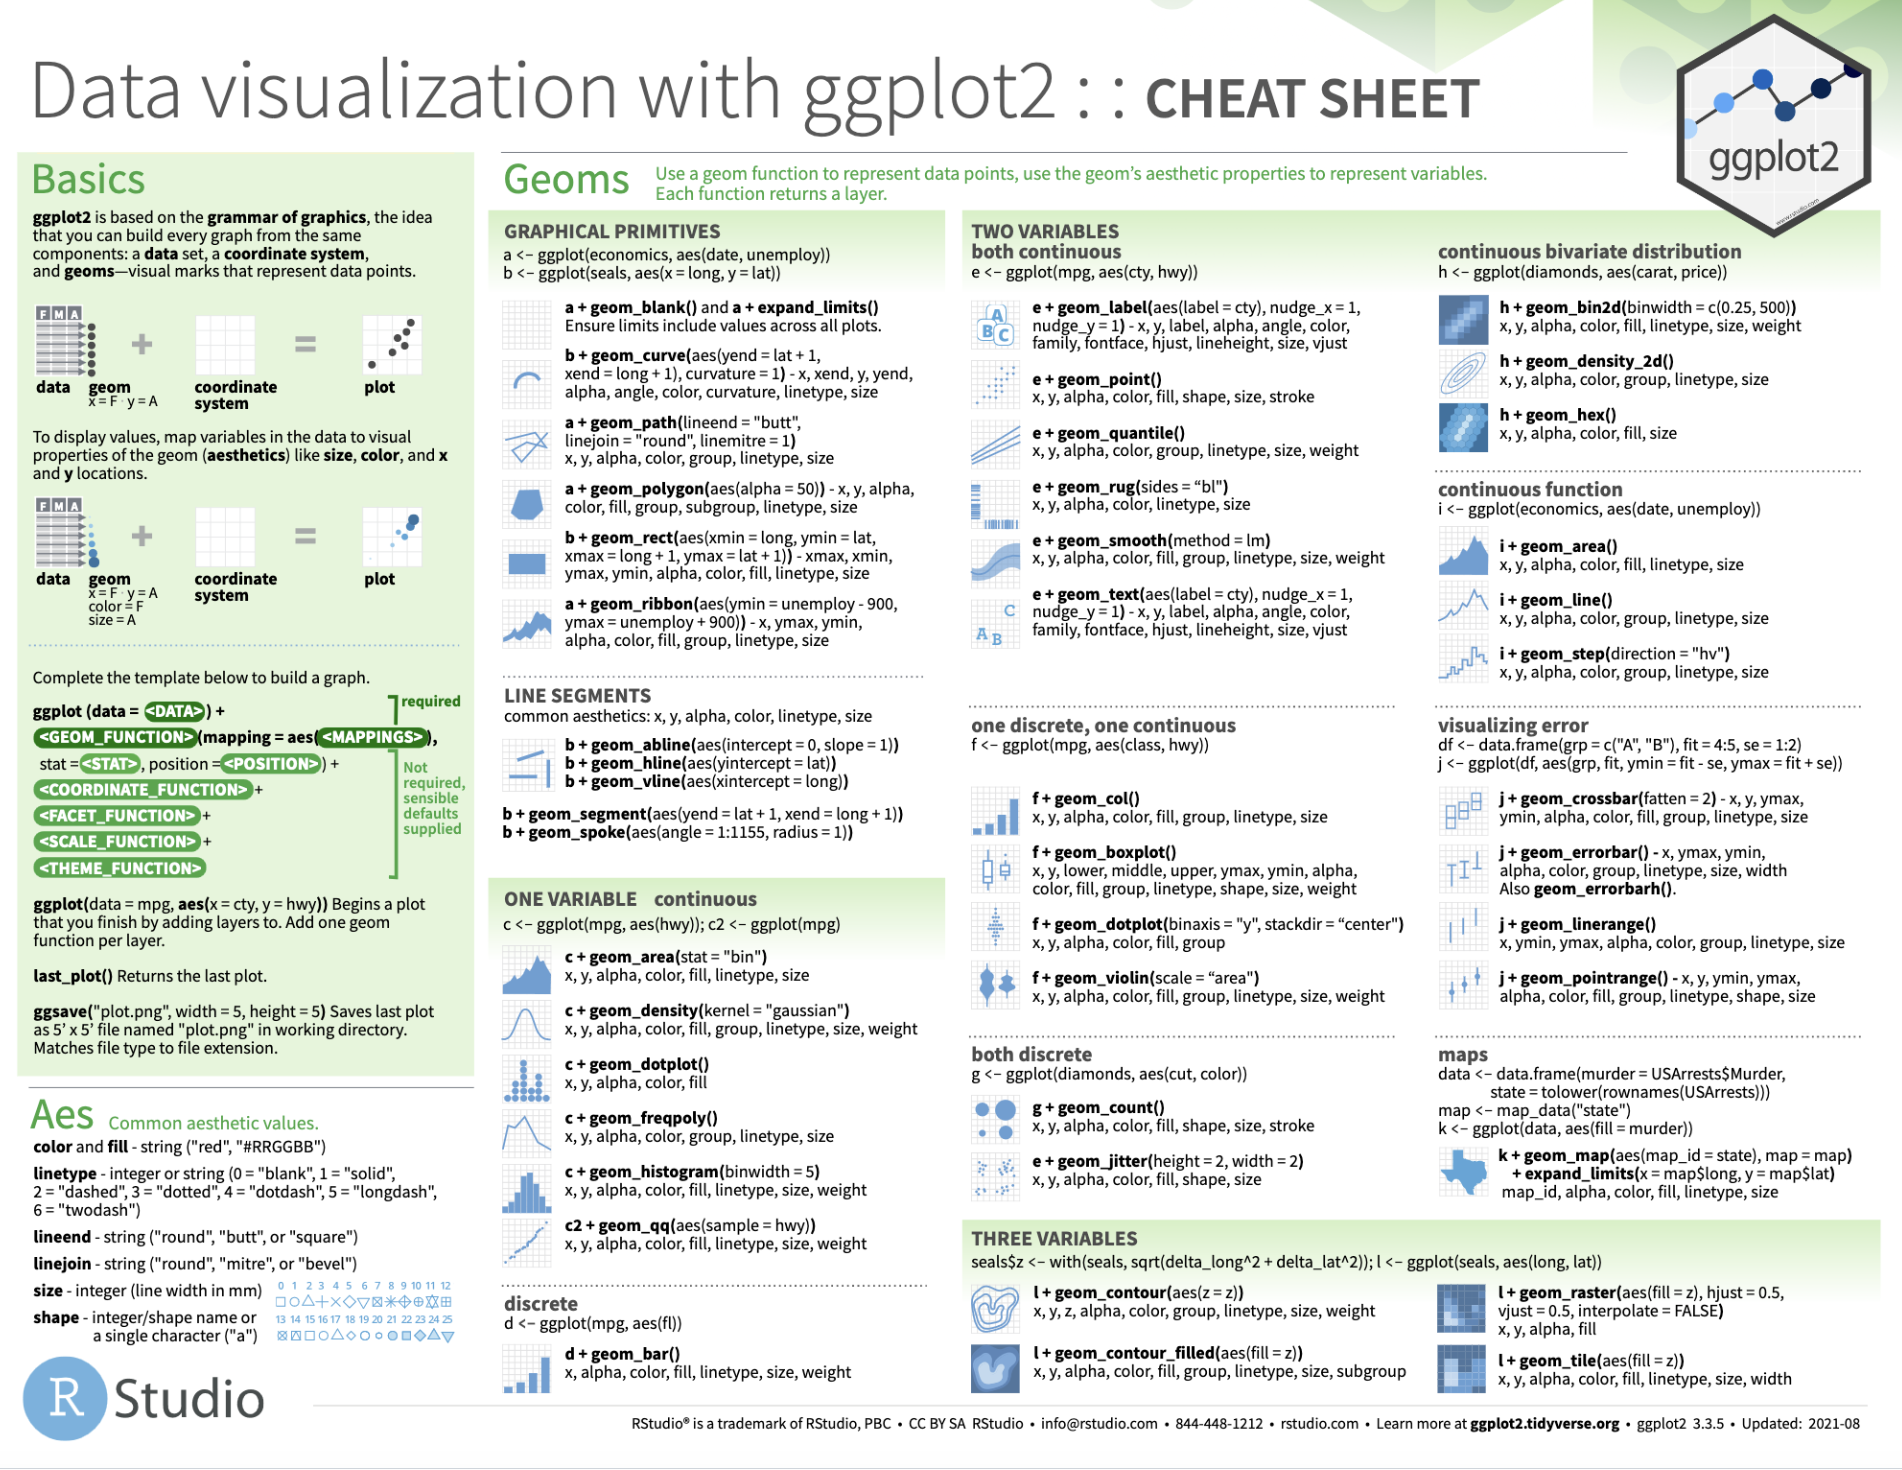 Data visualization with ggplot2 : : CHEAT SHEET
ggplot2
www.rstudio.com
Basics
ggplot2 is based on the grammar of graphics, the idea
that you can build every graph from the same
components: a data set, a coordinate system,
and geoms—visual marks that represent data points.
F M A
data
geom
x = F · y = A
coordinate
system
plot
To display values, map variables in the data to visual
properties of the geom (aesthetics) like size, color, and x
and y locations.
F M A
data
geom
x = F · y = A
color = F
size = A
coordinate
system
plot
Complete the template below to build a graph.
required
ggplot (data = <DATA>) +
<GEOM_FUNCTION>(mapping = aes(<MAPPINGS>),
stat = <STAT>, position = <POSITION>) +
<COORDINATE_FUNCTION> +
<FACET_FUNCTION> +
<SCALE_FUNCTION> +
<THEME_FUNCTION>
Not
required,
sensible
defaults
supplied
ggplot(data = mpg, aes(x = cty, y = hwy)) Begins a plot
that you finish by adding layers to. Add one geom
function per layer.
last_plot() Returns the last plot.
ggsave("plot.png", width = 5, height = 5) Saves last plot
as 5' x 5' file named "plot.png" in working directory.
Matches file type to file extension.
Aes Common aesthetic values.
color and fill - string ("red", "#RRGGBB")
linetype - integer or string (0 = "blank", 1 = "solid",
2 = "dashed", 3 = "dotted", 4 = "dotdash", 5 = "longdash",
6 = "twodash")
lineend - string ("round", "butt", or "square")
linejoin - string ("round", "mitre", or "bevel")
size - integer (line width in mm)
shape - integer/shape name or
a single character ("a")
0 1 2 3 4 5 6 7 8 9 10 11 12
13 14 15 16 17 18 19 20 21 22 23 24 25
Geoms
Use a geom function to represent data points, use the geom's aesthetic properties to represent variables.
Each function returns a layer.
GRAPHICAL PRIMITIVES
a <- ggplot(economics, aes(date, unemploy))
b <- ggplot(seals, aes(x = long, y = lat))
a + geom_blank() and a + expand_limits()
Ensure limits include values across all plots.
b + geom_curve(aes(yend = lat + 1,
xend = long + 1), curvature = 1) - x, xend, y, yend,
alpha, angle, color, curvature, linetype, size
a + geom_path(lineend = "butt",
linejoin = "round", linemitre = 1)
x, y, alpha, color, group, linetype, size
a + geom_polygon(aes(alpha = 50)) - x, y, alpha,
color, fill, group, subgroup, linetype, size
b + geom_rect(aes(xmin = long, ymin = lat,
xmax = long + 1, ymax = lat + 1)) - xmax, xmin,
ymax, ymin, alpha, color, fill, linetype, size
a + geom_ribbon(aes(ymin = unemploy - 900,
ymax = unemploy + 900)) - x, ymax, ymin,
alpha, color, fill, group, linetype, size
LINE SEGMENTS
common aesthetics: x, y, alpha, color, linetype, size
b + geom_abline(aes(intercept = 0, slope = 1))
b + geom_hline(aes(yintercept = lat))
b + geom_vline(aes(xintercept = long))
b + geom_segment(aes(yend = lat + 1, xend = long + 1))
b + geom_spoke(aes(angle = 1:1155, radius = 1))
ONE VARIABLE continuous
c <- ggplot(mpg, aes(hwy)); c2 <- ggplot(mpg)
c + geom_area(stat = "bin")
x, y, alpha, color, fill, linetype, size
c + geom_density(kernel = "gaussian")
x, y, alpha, color, fill, group, linetype, size, weight
c + geom_dotplot()
x, y, alpha, color, fill
c + geom_freqpoly()
x, y, alpha, color, group, linetype, size
c + geom_histogram(binwidth = 5)
x, y, alpha, color, fill, linetype, size, weight
c2 + geom_qq(aes(sample = hwy))
x, y, alpha, color, fill, linetype, size, weight
discrete
d <- ggplot(mpg, aes(fl))
d + geom_bar()
x, alpha, color, fill, linetype, size, weight
TWO VARIABLES
both continuous
e <- ggplot(mpg, aes(cty, hwy))
A
B C
e + geom_label(aes(label = cty), nudge_x = 1,
nudge_y = 1) - x, y, label, alpha, angle, color,
family, fontface, hjust, lineheight, size, vjust
e + geom_point()
x, y, alpha, color, fill, shape, size, stroke
e + geom_quantile()
x, y, alpha, color, group, linetype, size, weight
e + geom_rug(sides = “bl")
x, y, alpha, color, linetype, size
e + geom_smooth(method = lm)
x, y, alpha, color, fill, group, linetype, size, weight
C
A B
e + geom_text(aes(label = cty), nudge_x = 1,
nudge_y = 1) - x, y, label, alpha, angle, color,
family, fontface, hjust, lineheight, size, vjust
one discrete, one continuous
f <- ggplot(mpg, aes(class, hwy))
f + geom_col()
x, y, alpha, color, fill, group, linetype, size
f + geom_boxplot()
x, y, lower, middle, upper, ymax, ymin, alpha,
color, fill, group, linetype, shape, size, weight
f + geom_dotplot(binaxis = "y", stackdir = “center")
x, y, alpha, color, fill, group
f + geom_violin(scale = “area")
x, y, alpha, color, fill, group, linetype, size, weight
both discrete
g <- ggplot(diamonds, aes(cut, color))
g + geom_count()
x, y, alpha, color, fill, shape, size, stroke
e + geom_jitter(height = 2, width = 2)
x, y, alpha, color, fill, shape, size
continuous bivariate distribution
h <- ggplot(diamonds, aes(carat, price))
h + geom_bin2d(binwidth = c(0.25, 500))
x, y, alpha, color, fill, linetype, size, weight
h + geom_density_2d()
x, y, alpha, color, group, linetype, size
h + geom_hex()
x, y, alpha, color, fill, size
continuous function
i <- ggplot(economics, aes(date, unemploy))
i + geom_area()
x, y, alpha, color, fill, linetype, size
i + geom_line()
x, y, alpha, color, group, linetype, size
i + geom_step(direction = "hv")
x, y, alpha, color, group, linetype, size
visualizing error
df <- data.frame(grp = c("A", "B"), fit = 4:5, se = 1:2)
j <- ggplot(df, aes(grp, fit, ymin = fit - se, ymax = fit + se))
j + geom_crossbar(fatten = 2) - x, y, ymax,
ymin, alpha, color, fill, group, linetype, size
j + geom_errorbar() - x, ymax, ymin,
alpha, color, group, linetype, size, width
Also geom_errorbarh().
j + geom_linerange()
x, ymin, ymax, alpha, color, group, linetype, size
j + geom_pointrange() - x, y, ymin, ymax,
alpha, color, fill, group, linetype, shape, size
maps
data <- data.frame(murder = USArrests$Murder,
state = tolower(rownames(USArrests)))
map <- map_data("state")
k <- ggplot(data, aes(fill = murder))
k + geom_map(aes(map_id = state), map = map)
+ expand_limits(x = map$long, y = map$lat)
map_id, alpha, color, fill, linetype, size
THREE VARIABLES
seals$z <- with(seals, sqrt(delta_long^2 + delta_lat^2)); l <- ggplot(seals, aes(long, lat))
l + geom_contour(aes(z = z))
x, y, z, alpha, color, group, linetype, size, weight
l + geom_contour_filled(aes(fill = z))
x, y, alpha, color, fill, group, linetype, size, subgroup
l + geom_raster(aes(fill = z), hjust = 0.5,
vjust = 0.5, interpolate = FALSE)
x, y, alpha, fill
l + geom_tile(aes(fill = z))
x, y, alpha, color, fill, linetype, size, width
R Studio
RStudio® is a trademark of RStudio, PBC • CC BY SA RStudio • info@rstudio.com • 844-448-1212 • rstudio.com • Learn more at ggplot2.tidyverse.org • ggplot2 3.3.5 • Updated: 2021-08